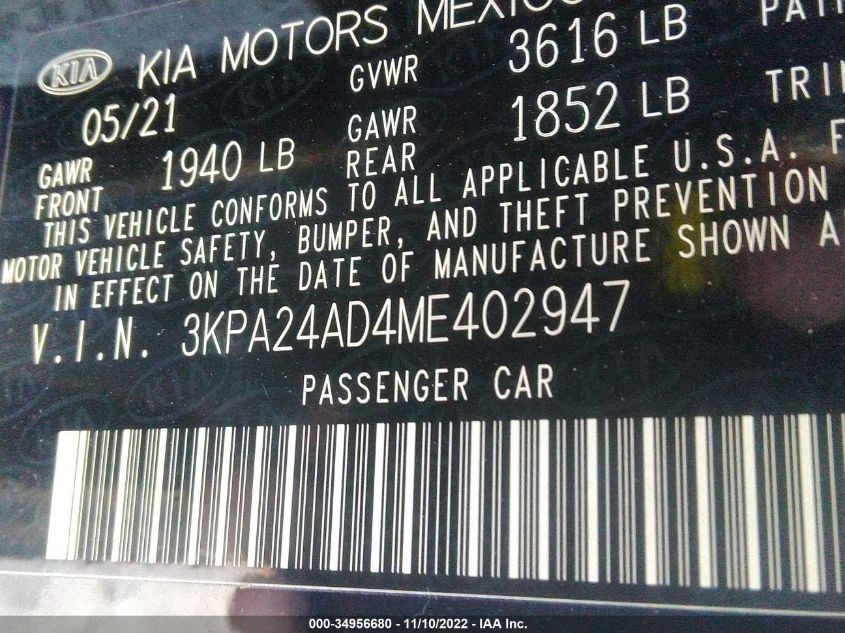 KIA KIA MOTORS MEXICO
05/21 GVWR 3616 LB
GAWR FRONT 1940 LB GAWR REAR 1852 LB
THIS VEHICLE CONFORMS TO ALL APPLICABLE U.S.A.
MOTOR VEHICLE SAFETY, BUMPER, AND THEFT PREVENTION
IN EFFECT ON THE DATE OF MANUFACTURE SHOWN
V.I.N. 3KPA24AD4ME402947
PASSENGER CAR
000-34956680 - 11/10/2022 - IAA Inc.